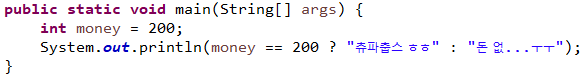 public static void main(String[] args) {
    int money = 200;
    System.out.println(money == 200 ? "츄파춥스 ㅎㅎ" : "돈 없...ㅜㅜ");
}